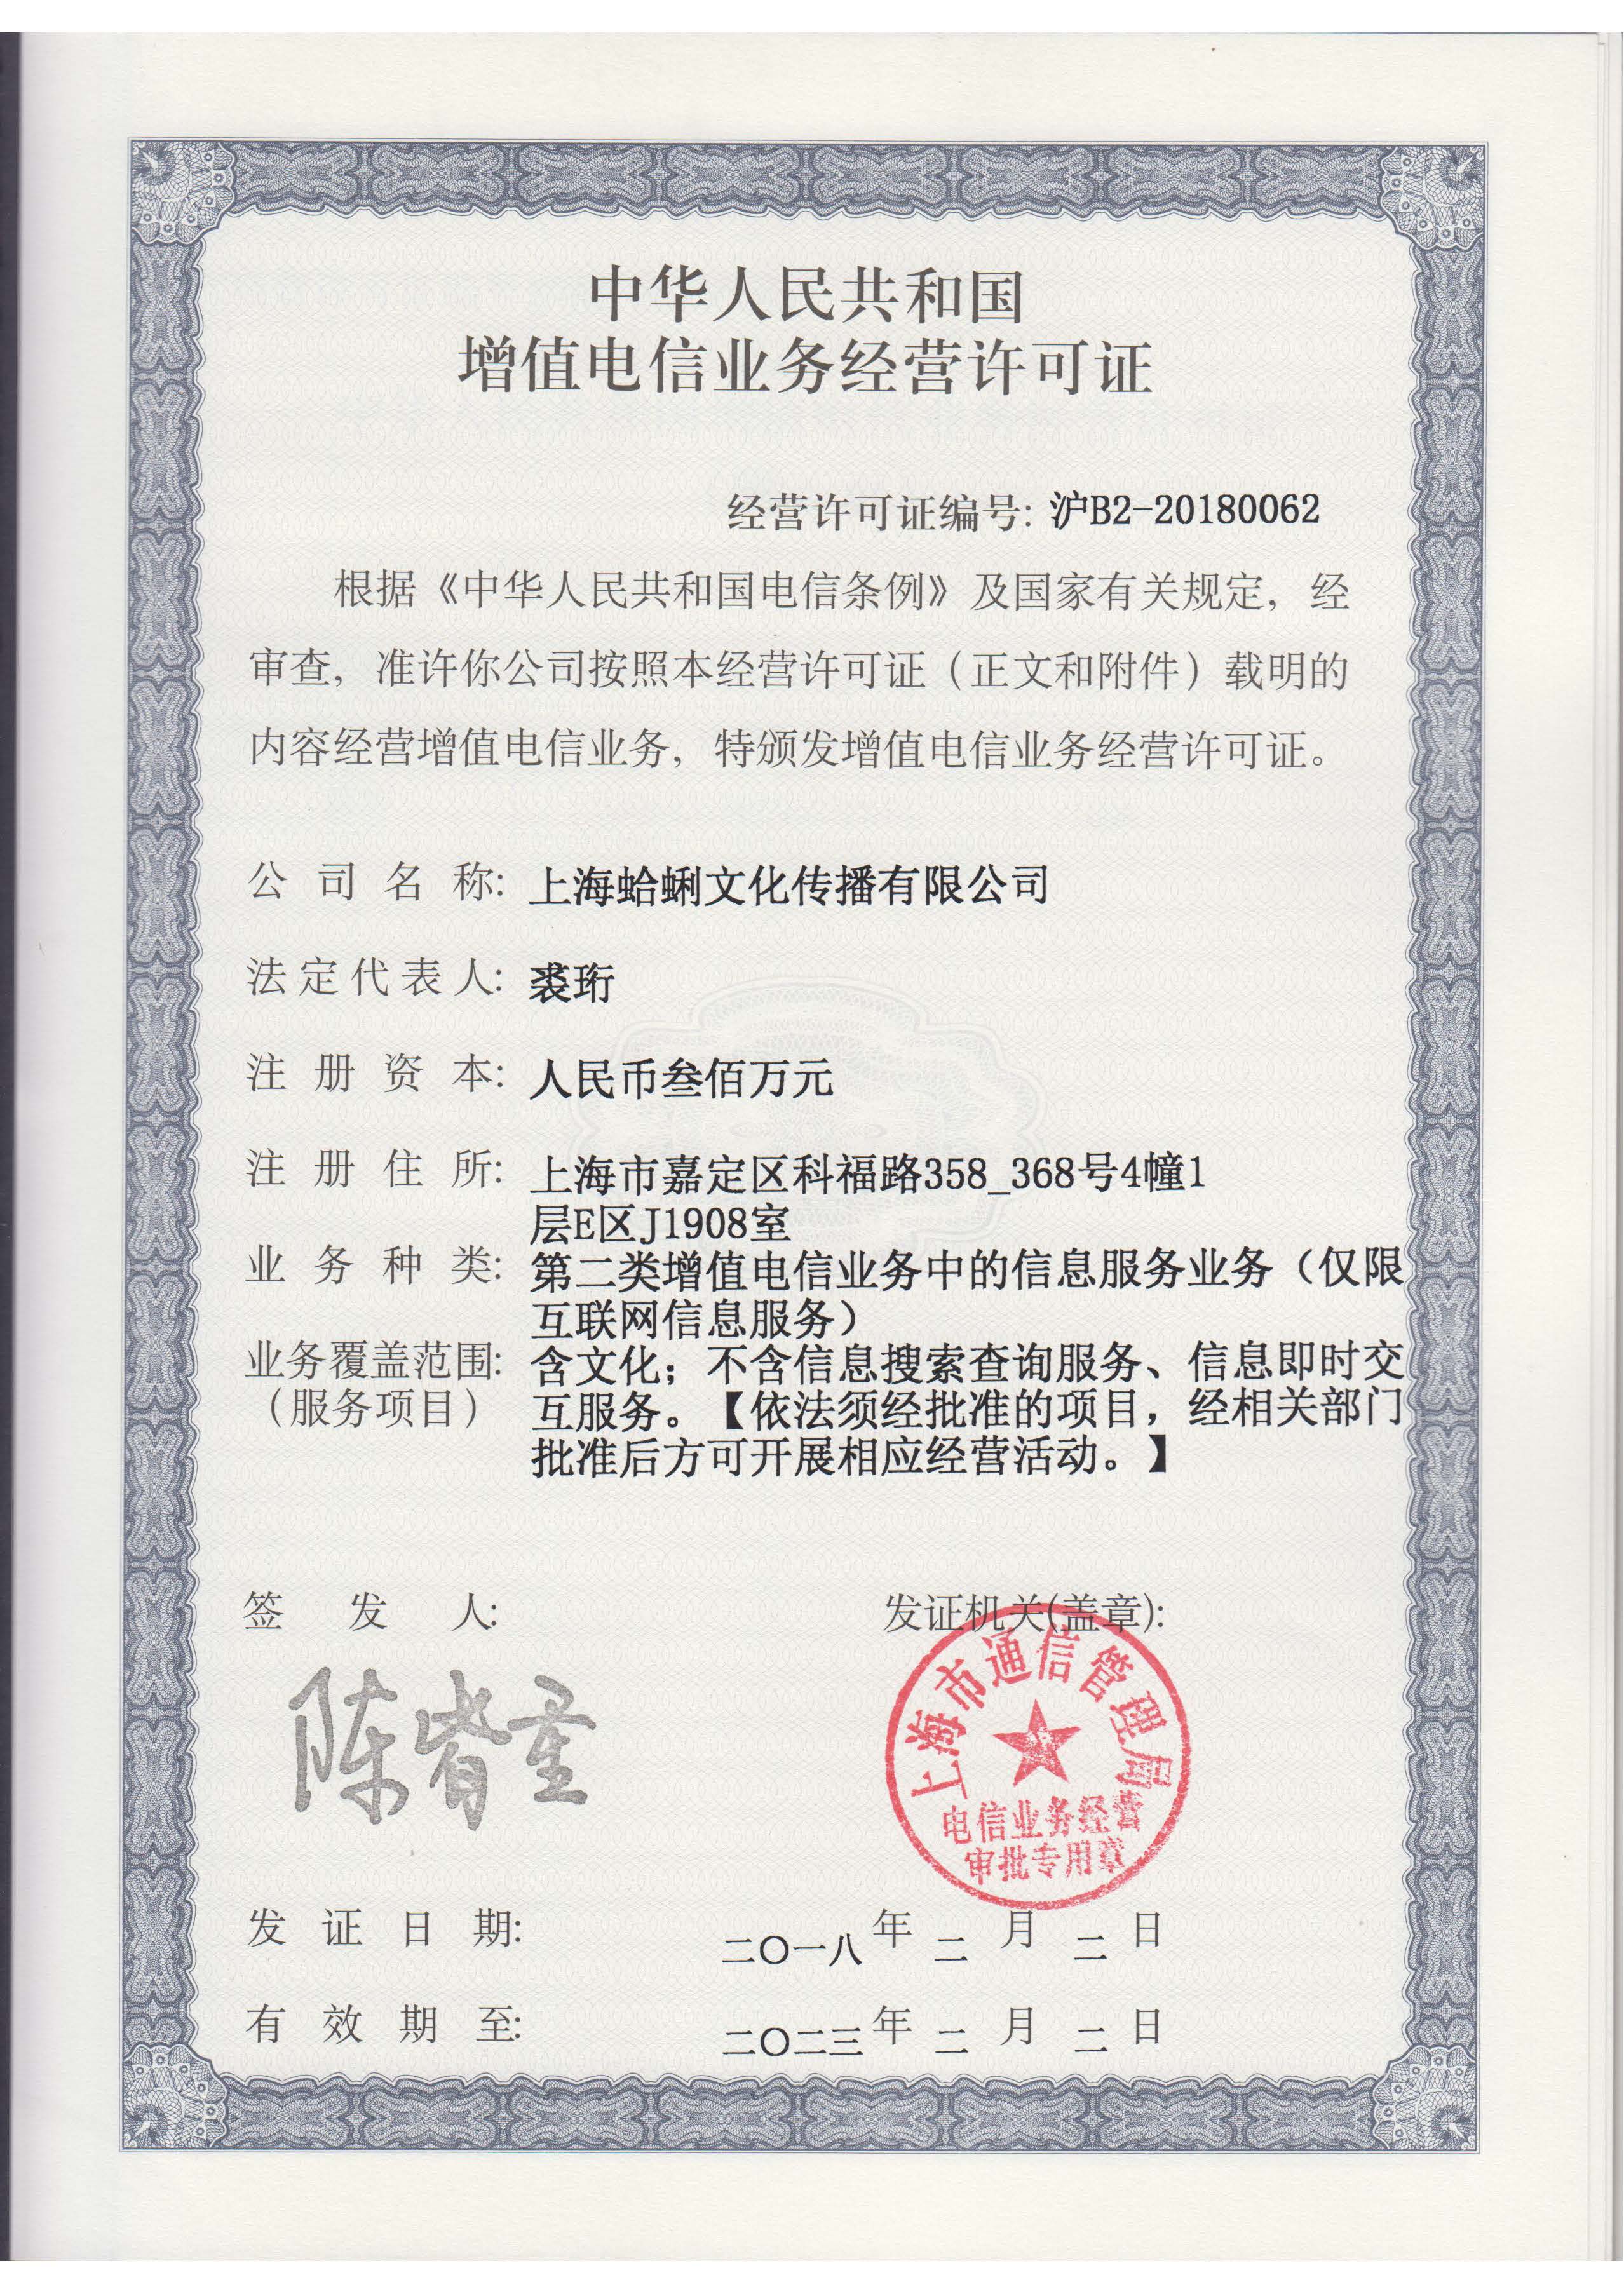 中华人民共和国
增值电信业务经营许可证
经营许可证编号: 沪B2-20180062
根据《中华人民共和国电信条例》及国家有关规定，经
审查，准许你公司按照本经营许可证（正文和附件）载明的
内容经营增值电信业务，特颁发增值电信业务经营许可证。
公司名称: 上海蛤蜊文化传播有限公司
法定代表人: 裘珩
注册资本: 人民币叁佰万元
注册住所: 上海市嘉定区科福路358_368号4幢1
层E区J1908室
业务种类: 第二类增值电信业务中的信息服务业务（仅限
互联网信息服务）
业务覆盖范围: 含文化；不含信息搜索查询服务、信息即时交
（服务项目） 互服务。【依法须经批准的项目，经相关部门
批准后方可开展相应经营活动。】
签发人:
发证机关(盖章):
陈皆重
上海市通信管理局
电信业务经营
审批专用章
发证日期: 二〇一八年二月二日
有效期至: 二〇二三年二月二日